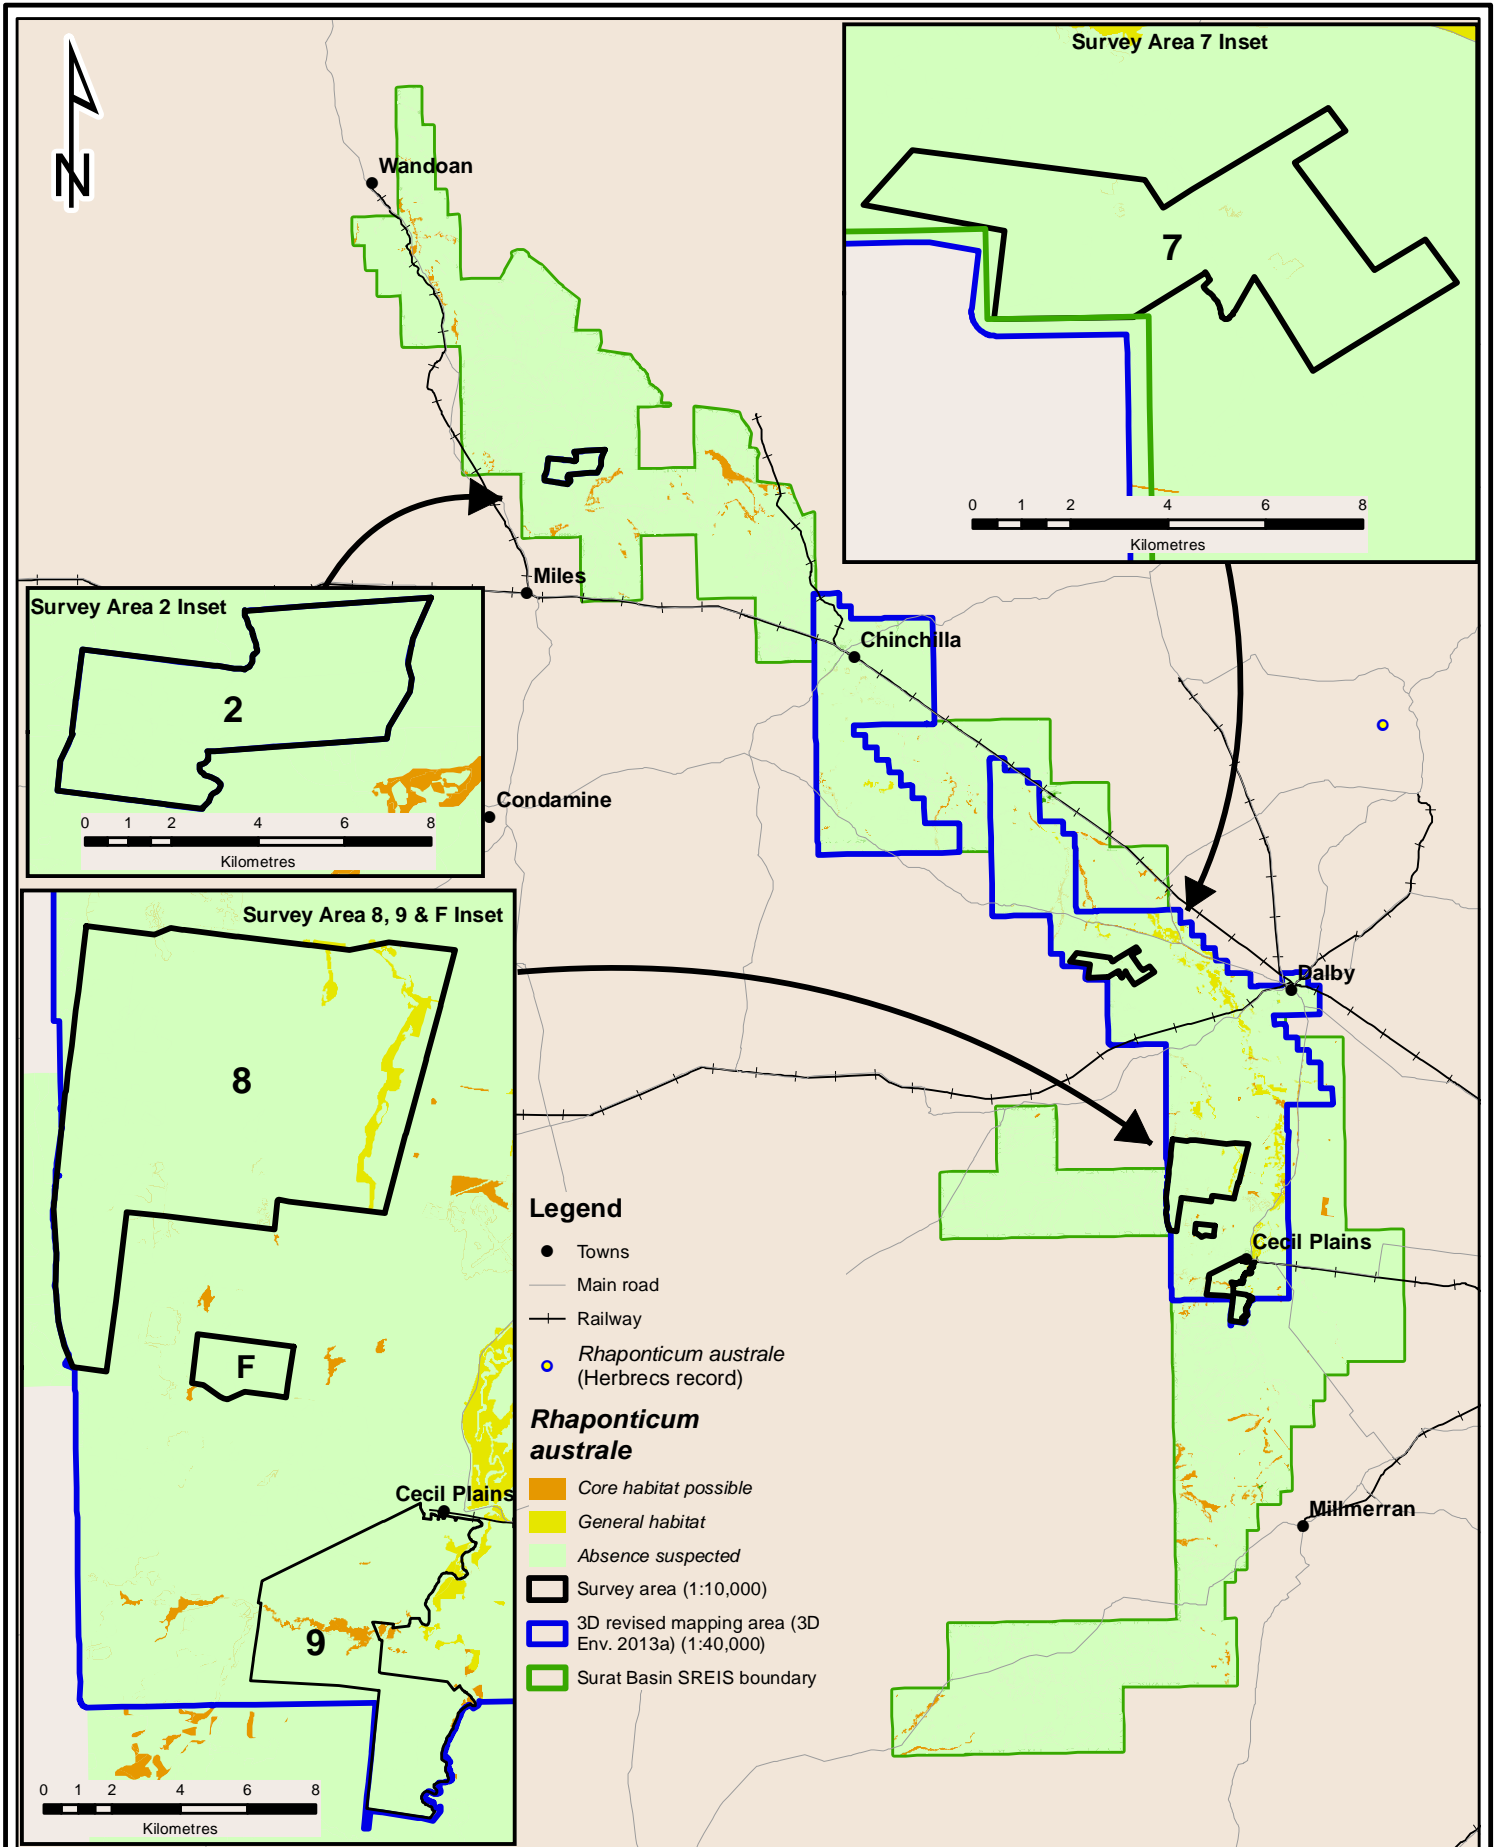 Survey Area 7 Inset
N
Wandoan
7
0 1 2 4 6 8
Kilometres
Miles
Survey Area 2 Inset
2
0 1 2 4 6 8
Kilometres
Chinchilla
Condamine
Survey Area 8, 9 & F Inset
8
F
Cecil Plains
9
0 1 2 4 6 8
Kilometres
Dalby
Cecil Plains
Millmerran
Legend
Towns
Main road
Railway
Rhaponticum australe
(Herbrecs record)
Rhaponticum
australe
Core habitat possible
General habitat
Absence suspected
Survey area (1:10,000)
3D revised mapping area (3D
Env. 2013a) (1:40,000)
Surat Basin SREIS boundary